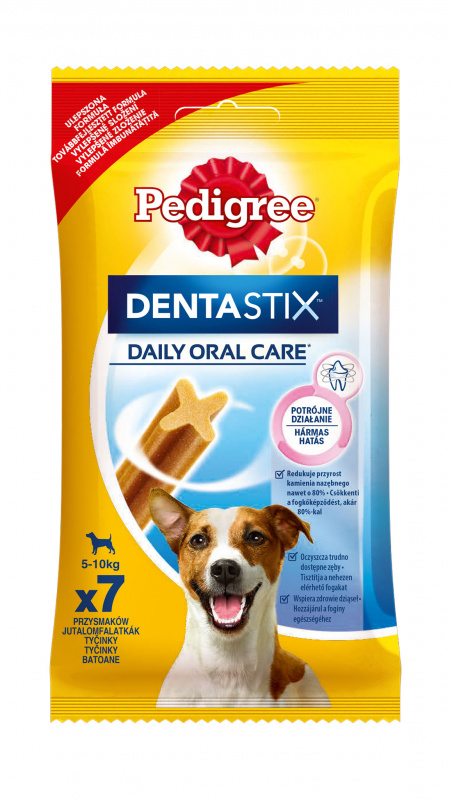 ULEPSZONA
FORMUŁA
TOVÁBBFEJLESZTETT FORMULA
VYLEPŠENÉ SLOŽENÍ
VYLEPŠENÉ ZLOŽENIE
FORMULĂ ÎMBUNĂTĂȚITĂ
Pedigree®
DENTASTIX™
DAILY ORAL CARE*
POTRÓJNE
DZIAŁANIE
HÁRMAS
HATÁS
Redukuje przyrost
kamienia nazębnego
nawet o 80% • Csökkenti
a fogkőképződést, akár
80%-kal
Oczyszcza trudno
dostępne zęby •
Tisztítja a nehezen
elérhető fogakat
Wspiera zdrowie dziąseł •
Hozzájárul a fogíny
egészségéhez
5-10kg
x7
PRZYSMAKÓW
JUTALOMFALATKÁK
TYČINKY
TYČINKY
BATOANE